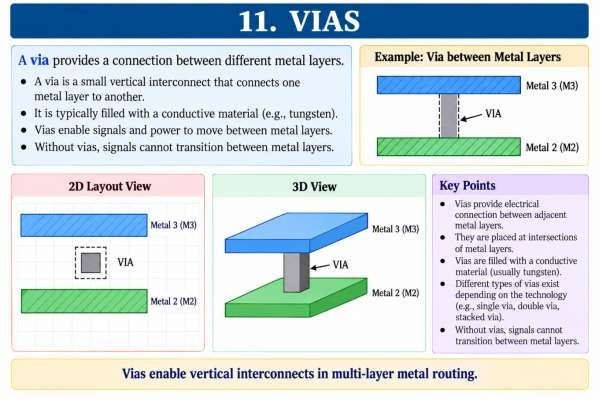 11. VIAS
A via provides a connection between different metal layers.
• A via is a small vertical interconnect that connects one
metal layer to another.
• It is typically filled with a conductive material (e.g., tungsten).
• Vias enable signals and power to move between metal layers.
• Without vias, signals cannot transition between metal layers.
Example: Via between Metal Layers
Metal 3 (M3)
VIA
Metal 2 (M2)
2D Layout View
Metal 3 (M3)
VIA
Metal 2 (M2)
3D View
Metal 3 (M3)
VIA
Metal 2 (M2)
Key Points
• Vias provide electrical
connection between adjacent
metal layers.
• They are placed at intersections
of metal layers.
• Vias are filled with a conductive
material (usually tungsten).
• Different types of vias exist
depending on the technology
(e.g., single via, double via,
stacked via).
• Without vias, signals cannot
transition between metal layers.
Vias enable vertical interconnects in multi-layer metal routing.